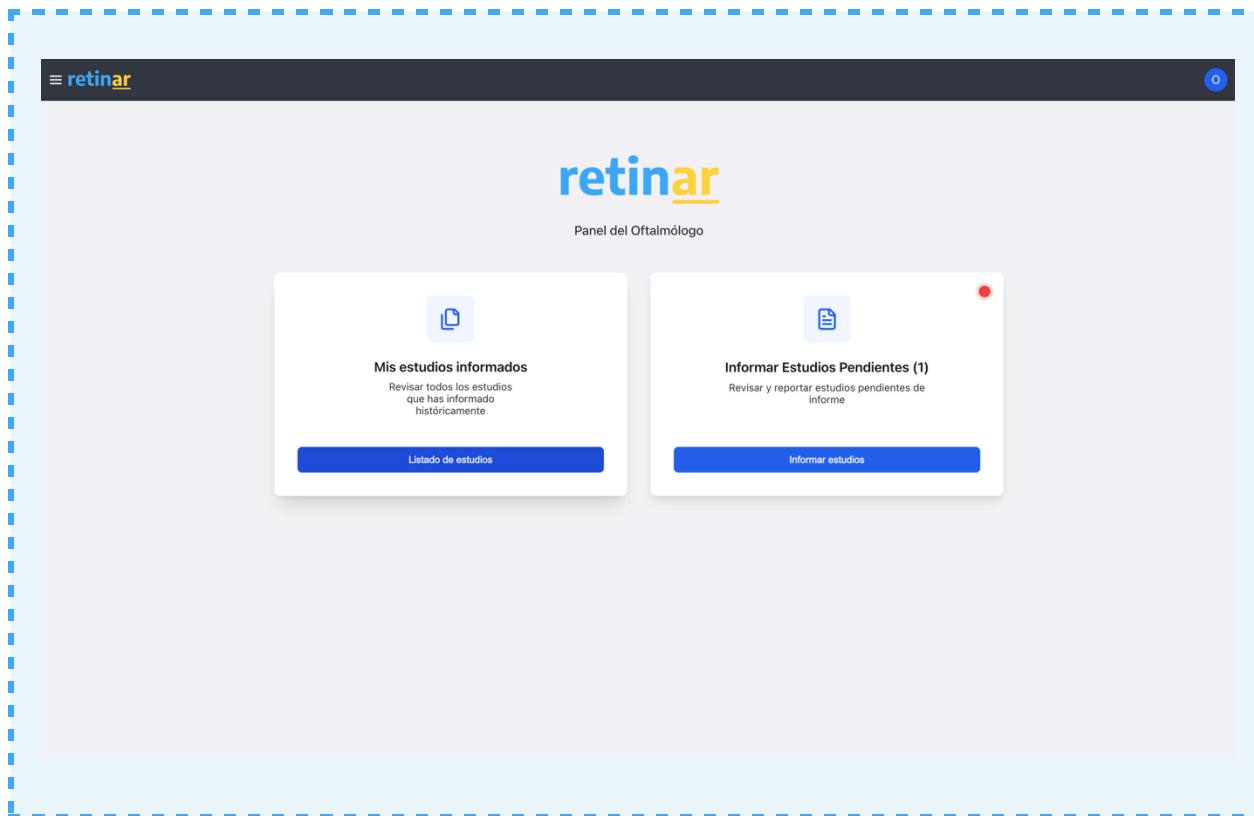 retinar
O
retinar
Panel del Oftalmólogo
Mis estudios informados
Revisar todos los estudios
que has informado
históricamente
Listado de estudios
Informar Estudios Pendientes (1)
Revisar y reportar estudios pendientes de
informe
Informar estudios